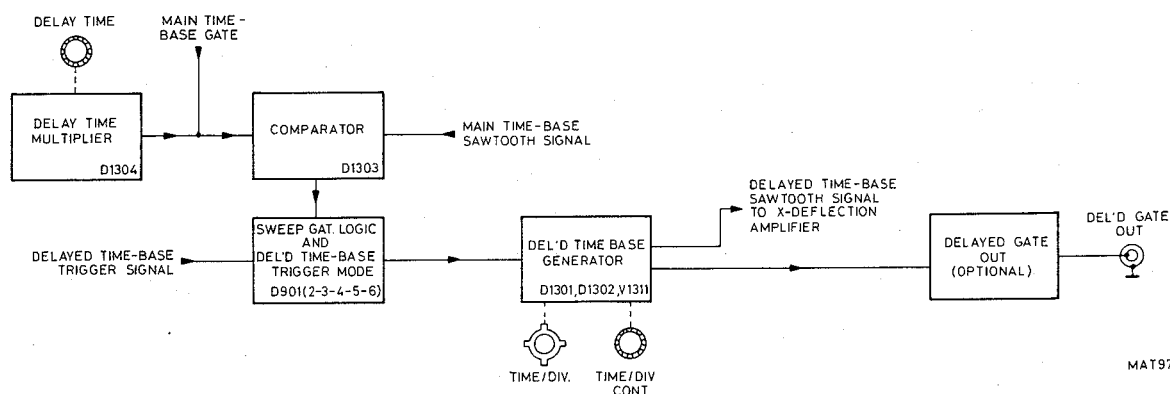 DELAY TIME
MAIN TIME-
BASE GATE
DELAY TIME
MULTIPLIER
D1304
COMPARATOR
D1303
MAIN TIME-BASE
SAWTOOTH SIGNAL
DELAYED TIME-BASE
TRIGGER SIGNAL
SWEEP GAT. LOGIC
AND
DEL'D TIME-BASE
TRIGGER MODE
D901(2-3-4-5-6)
DEL'D TIME BASE
GENERATOR
D1301,D1302,V1311
DELAYED TIME-BASE
SAWTOOTH SIGNAL
TO X-DEFLECTION
AMPLIFIER
DELAYED GATE
OUT
(OPTIONAL)
DEL'D GATE
OUT
TIME/DIV.
TIME/DIV
CONT
MAT97